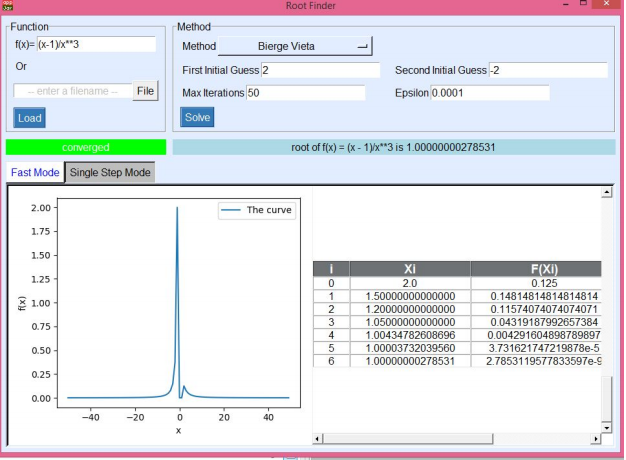 Root Finder
Function
f(x)= (x-1)/x**3
Or
-- enter a filename -- File
Load
Method
Method Bierge Vieta
First Initial Guess 2 Second Initial Guess -2
Max Iterations 50 Epsilon 0.0001
Solve
converged root of f(x) = (x - 1)/x**3 is 1.00000000278531
Fast Mode Single Step Mode
The curve
2.00
1.75
1.50
1.25
1.00
0.75
0.50
0.25
0.00
f(x)
−40 −20 0 20 40
x
i Xi F(Xi)
0 2.0 0.125
1 1.50000000000000 0.14814814814814814
2 1.20000000000000 0.11574074074074071
3 1.05000000000000 0.04319187992657384
4 1.00434782608696 0.004291604898789897
5 1.00003732039560 3.731621747219878e-5
6 1.00000000278531 2.7853119577833597e-9